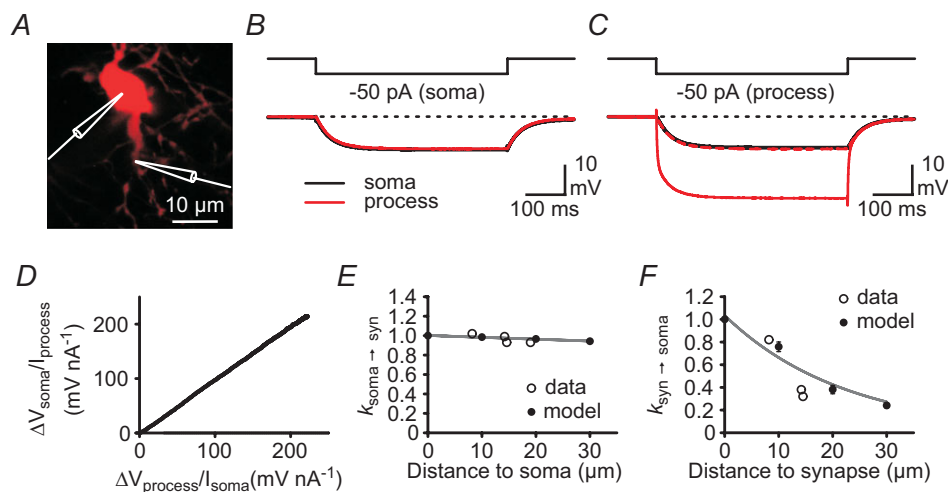 A
B
C
10 µm
-50 pA (soma)
soma
process
10
mV
100 ms
-50 pA (process)
10
mV
100 ms
D
ΔVsoma/Iprocess
(mV nA-1)
200
100
0
0 100 200
ΔVprocess/Isoma(mV nA-1)
E
ksoma → syn
1.4
1.2
1.0
0.8
0.6
0.4
0.2
0
data
model
0 10 20 30
Distance to soma (µm)
F
ksyn → soma
1.2
1.0
0.8
0.6
0.4
0.2
0
data
model
0 10 20 30
Distance to synapse (µm)